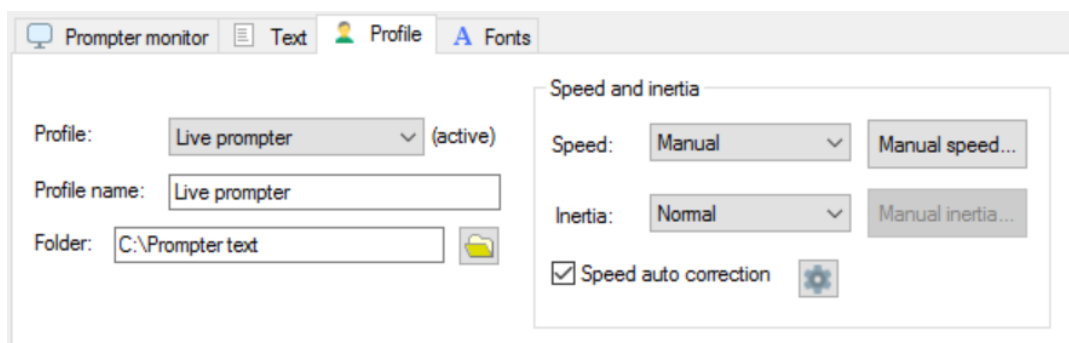 Prompter monitor Text Profile A Fonts
Speed and inertia
Profile: Live prompter (active) Speed: Manual Manual speed...
Profile name: Live prompter
Inertia: Normal Manual inertia...
Folder: C:\Prompter text
Speed auto correction